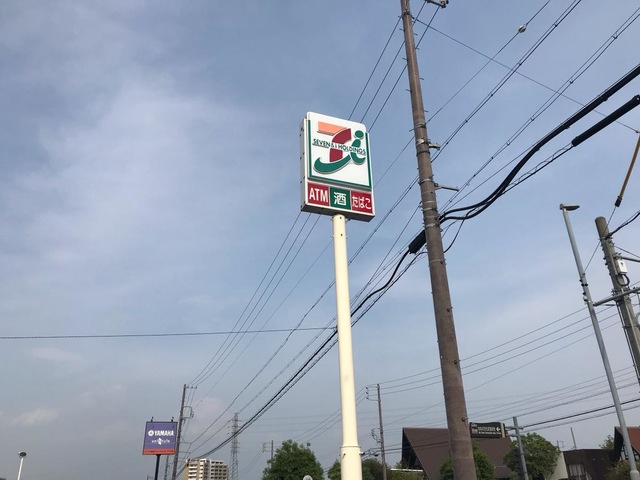 SEVEN & i HOLDINGS
ATM 酒 たばこ
YAMAHA